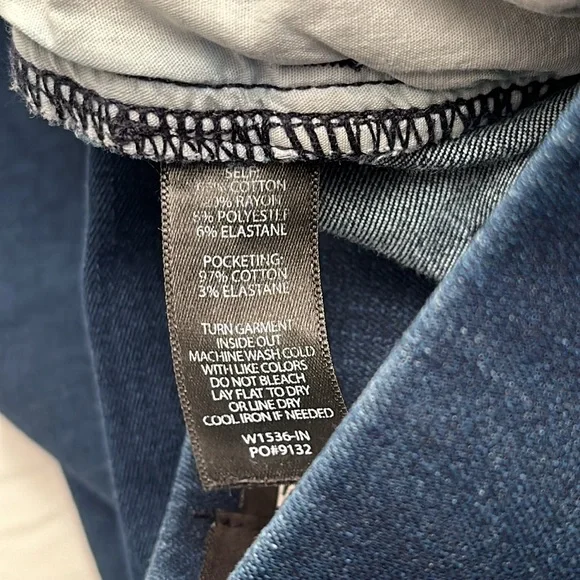 SELF:
COTTON
RAYON
POLYESTER
6% ELASTANE
POCKETING:
97% COTTON
3% ELASTANE
TURN GARMENT
INSIDE OUT
MACHINE WASH COLD
WITH LIKE COLORS
DO NOT BLEACH
LAY FLAT TO DRY
OR LINE DRY
COOL IRON IF NEEDED
W1536-IN
PO#9132